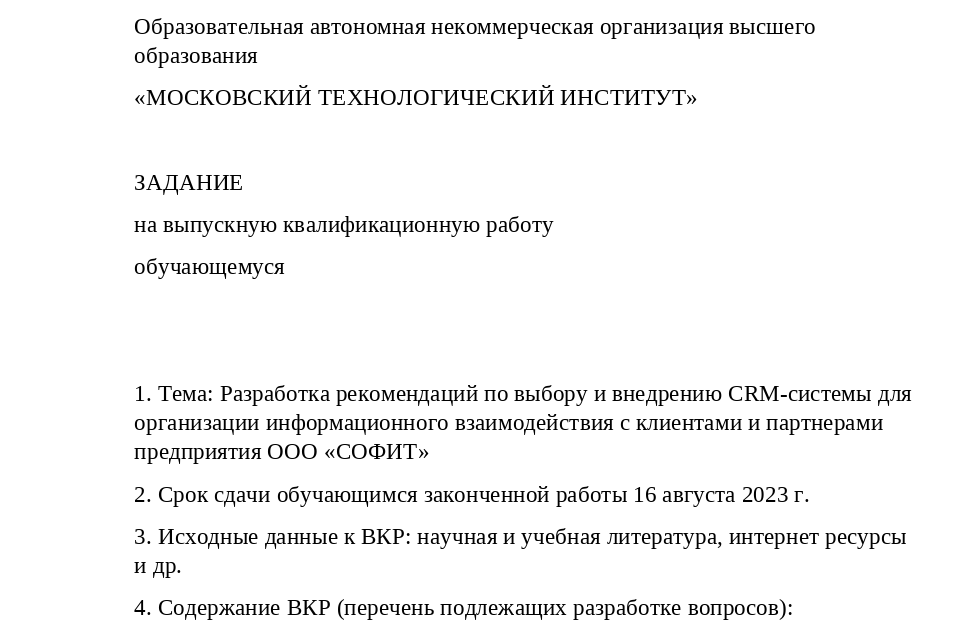 Образовательная автономная некоммерческая организация высшего
образования
«МОСКОВСКИЙ ТЕХНОЛОГИЧЕСКИЙ ИНСТИТУТ»
ЗАДАНИЕ
на выпускную квалификационную работу
обучающемуся
1. Тема: Разработка рекомендаций по выбору и внедрению CRM-системы для
организации информационного взаимодействия с клиентами и партнерами
предприятия ООО «СОФИТ»
2. Срок сдачи обучающимся законченной работы 16 августа 2023 г.
3. Исходные данные к ВКР: научная и учебная литература, интернет ресурсы
и др.
4. Содержание ВКР (перечень подлежащих разработке вопросов):